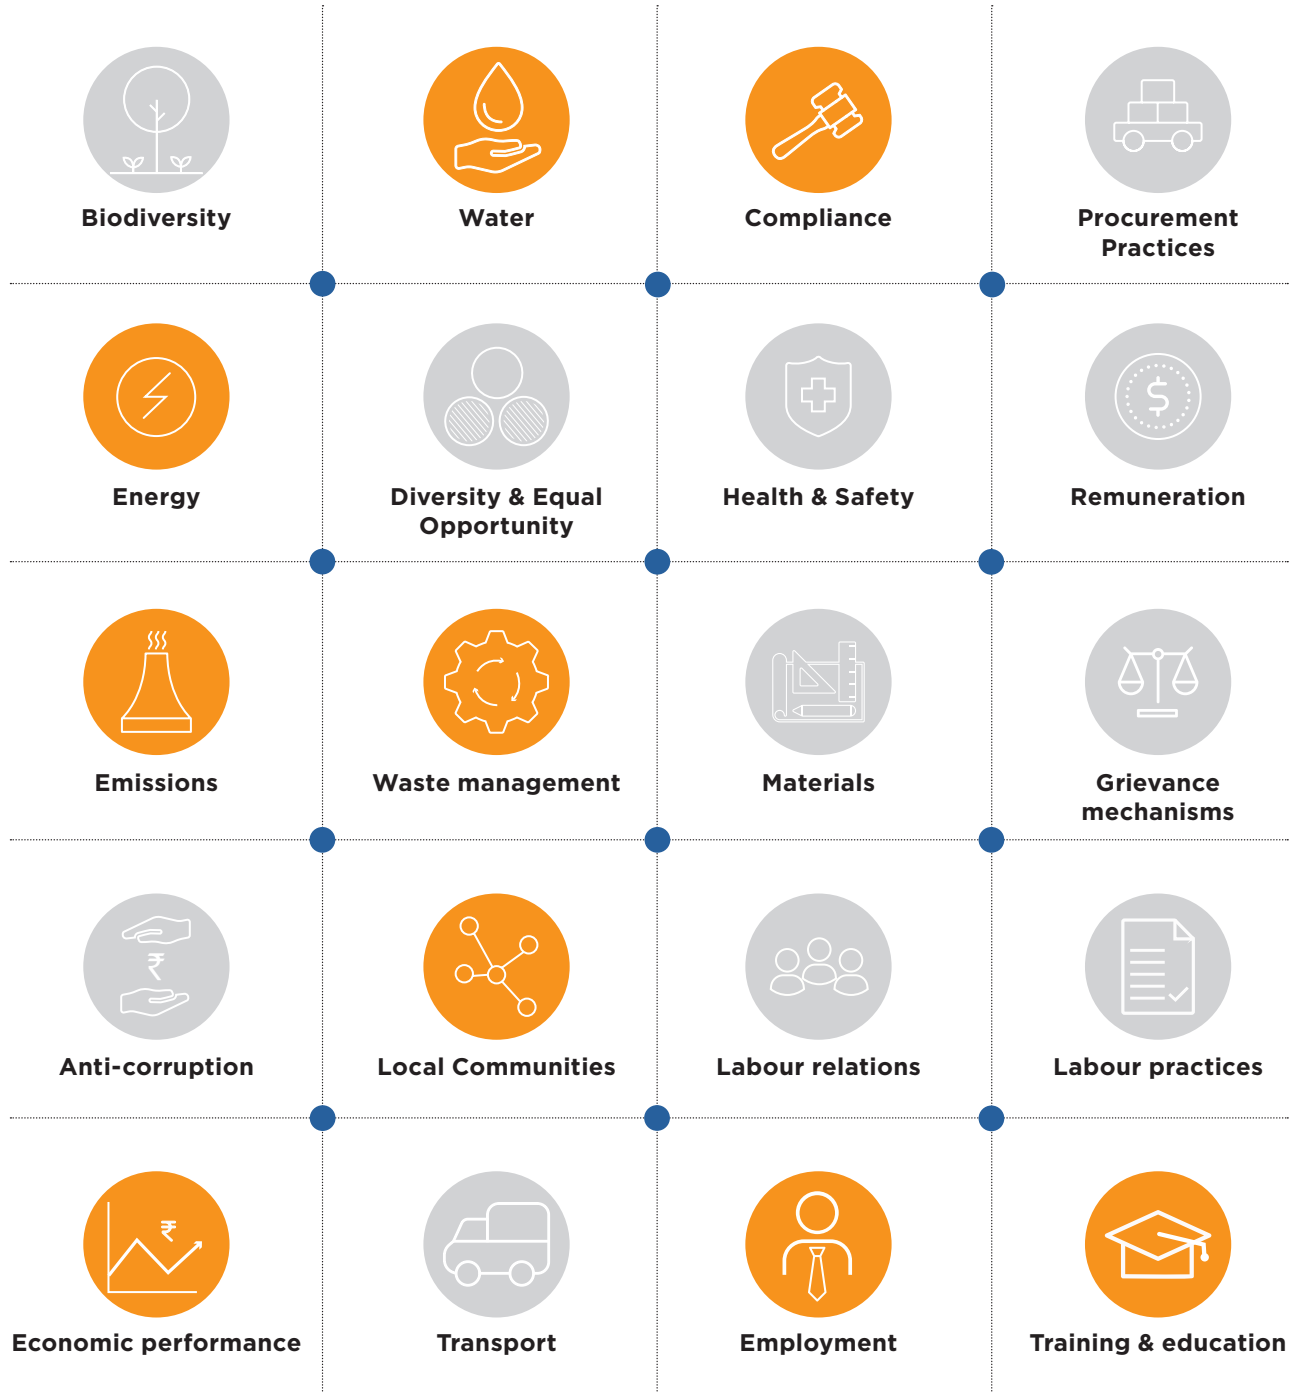 Biodiversity
Water
Compliance
Procurement
Practices
Energy
Diversity & Equal
Opportunity
Health & Safety
$
Remuneration
Emissions
Waste management
Materials
Grievance
mechanisms
₹
Anti-corruption
Local Communities
Labour relations
Labour practices
₹
Economic performance
Transport
Employment
Training & education